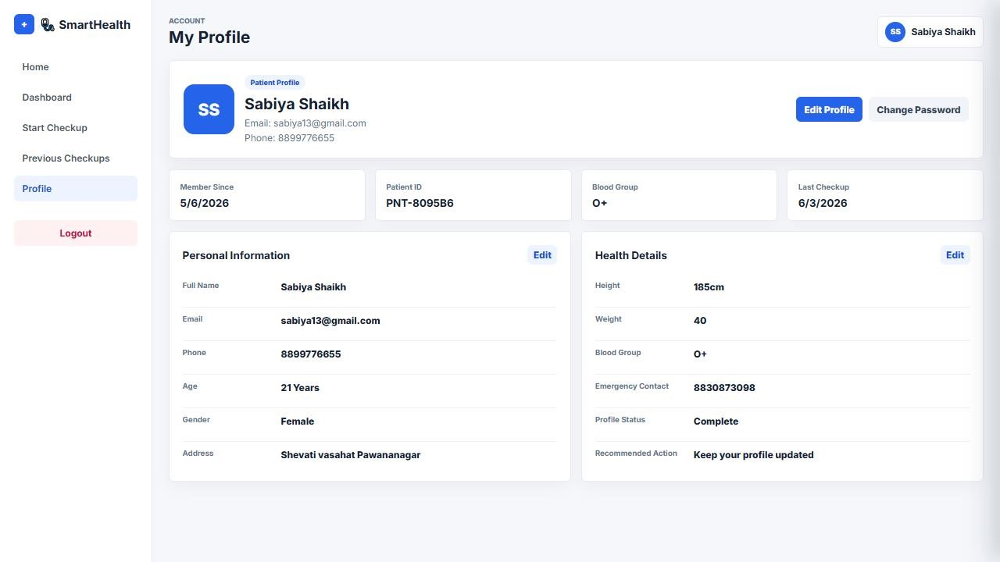 + SmartHealth
Home
Dashboard
Start Checkup
Previous Checkups
Profile
Logout
ACCOUNT
My Profile
SS Sabiya Shaikh
SS
Patient Profile
Sabiya Shaikh
Email: sabiya13@gmail.com
Phone: 8899776655
Edit Profile Change Password
Member Since
5/6/2026
Patient ID
PNT-8095B6
Blood Group
O+
Last Checkup
6/3/2026
Personal Information Edit
Full Name Sabiya Shaikh
Email sabiya13@gmail.com
Phone 8899776655
Age 21 Years
Gender Female
Address Shevati vasahat Pawananagar
Health Details Edit
Height 185cm
Weight 40
Blood Group O+
Emergency Contact 8830873098
Profile Status Complete
Recommended Action Keep your profile updated